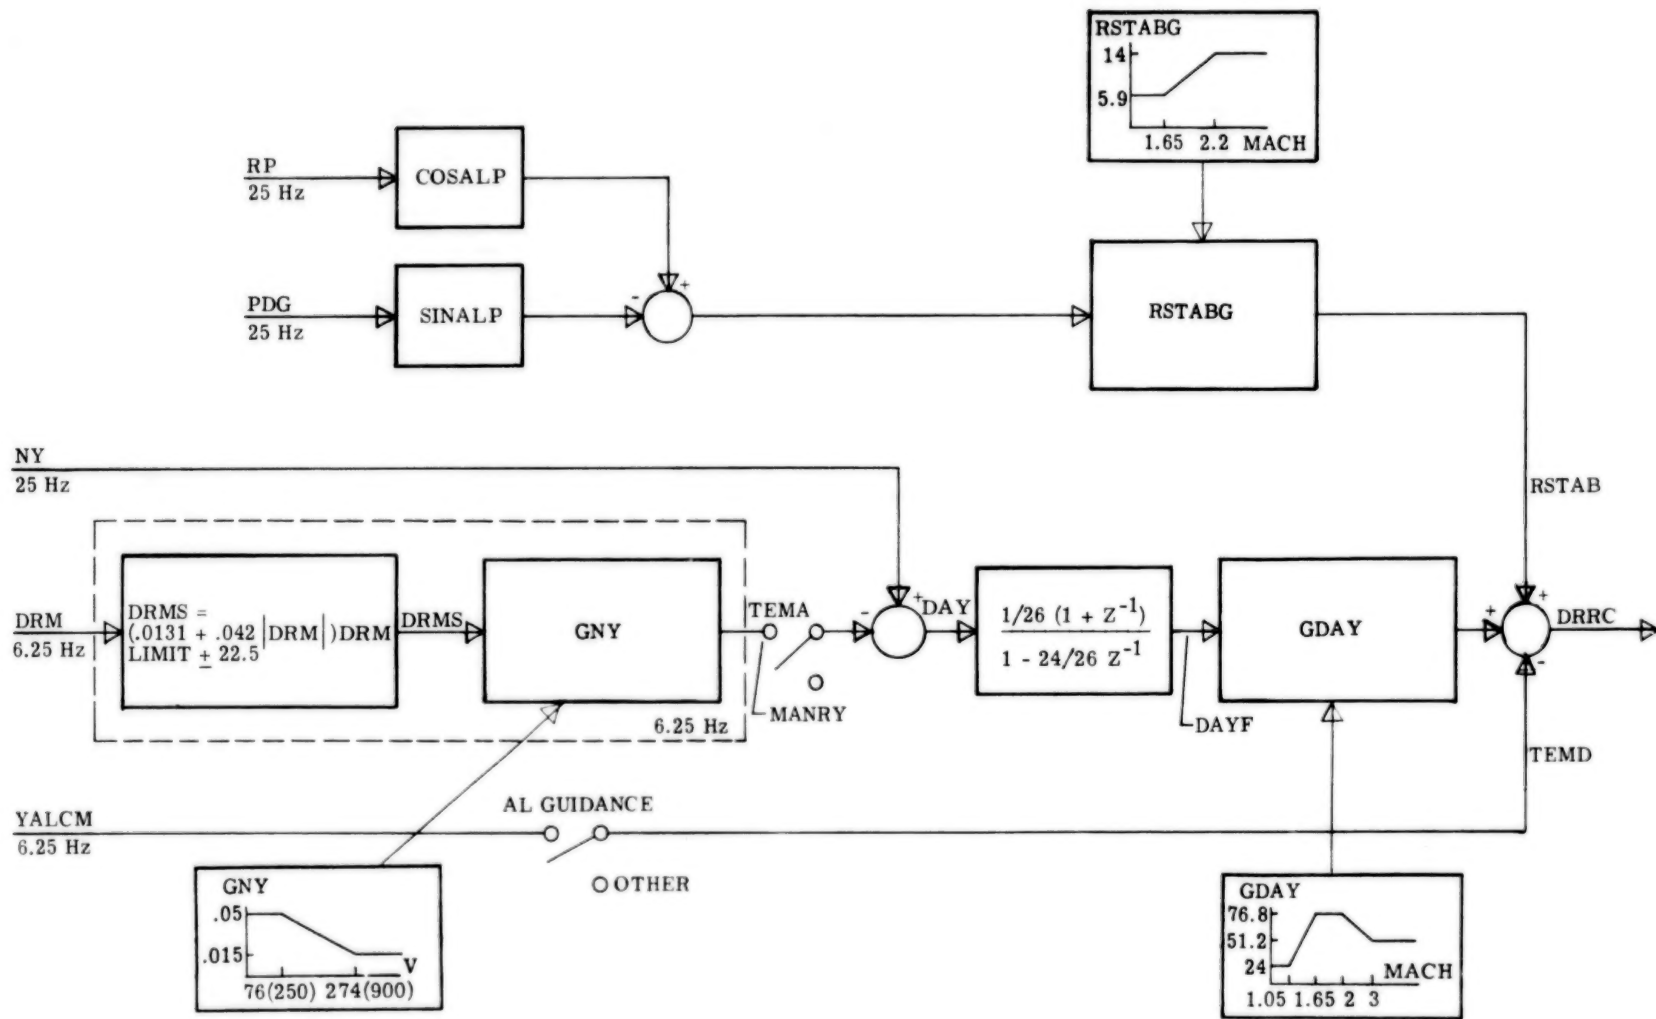 RSTABG
14
5.9
1.65 2.2 MACH
RP
25 Hz
COSALP
+
PDG
25 Hz
SINALP
-
RSTABG
RSTAB
NY
25 Hz
DRM
6.25 Hz
DRMS =
(.0131 + .042 |DRM| )DRM
LIMIT ± 22.5
DRMS
GNY
6.25 Hz
TEMA
MANRY
-
+
DAY
1/26 (1 + Z⁻¹)
1 - 24/26 Z⁻¹
DAYF
GDAY
+
+
-
DRRC
TEMD
YALCM
6.25 Hz
AL GUIDANCE
OTHER
GNY
.05
.015
V
76(250) 274(900)
GDAY
76.8
51.2
24
MACH
1.05 1.65 2 3